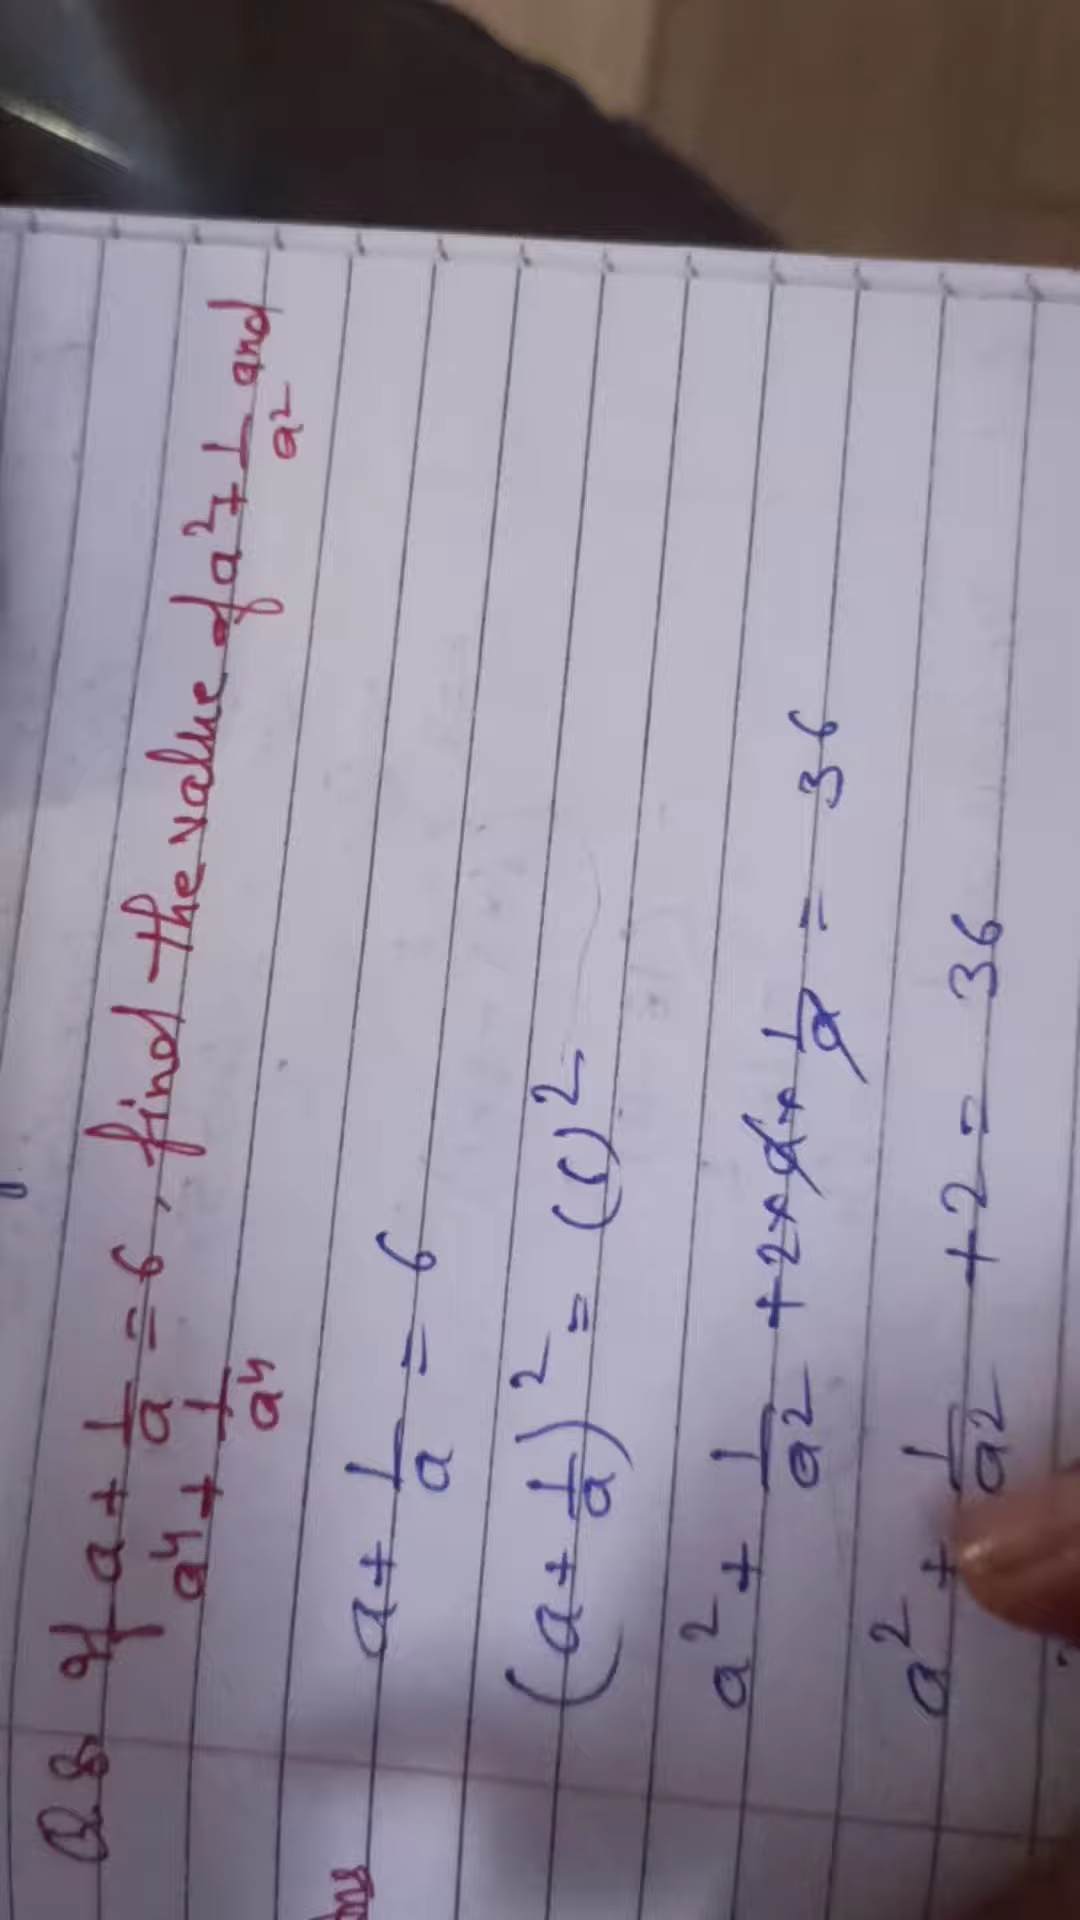 Q.8 If a + 1/a = 6, find the value of a² + 1/a² and
a⁴ + 1/a⁴
Ans a + 1/a = 6
(a + 1/a)² = (6)²
a² + 1/a² + 2 × a × 1/a = 36
a² + 1/a² + 2 = 36